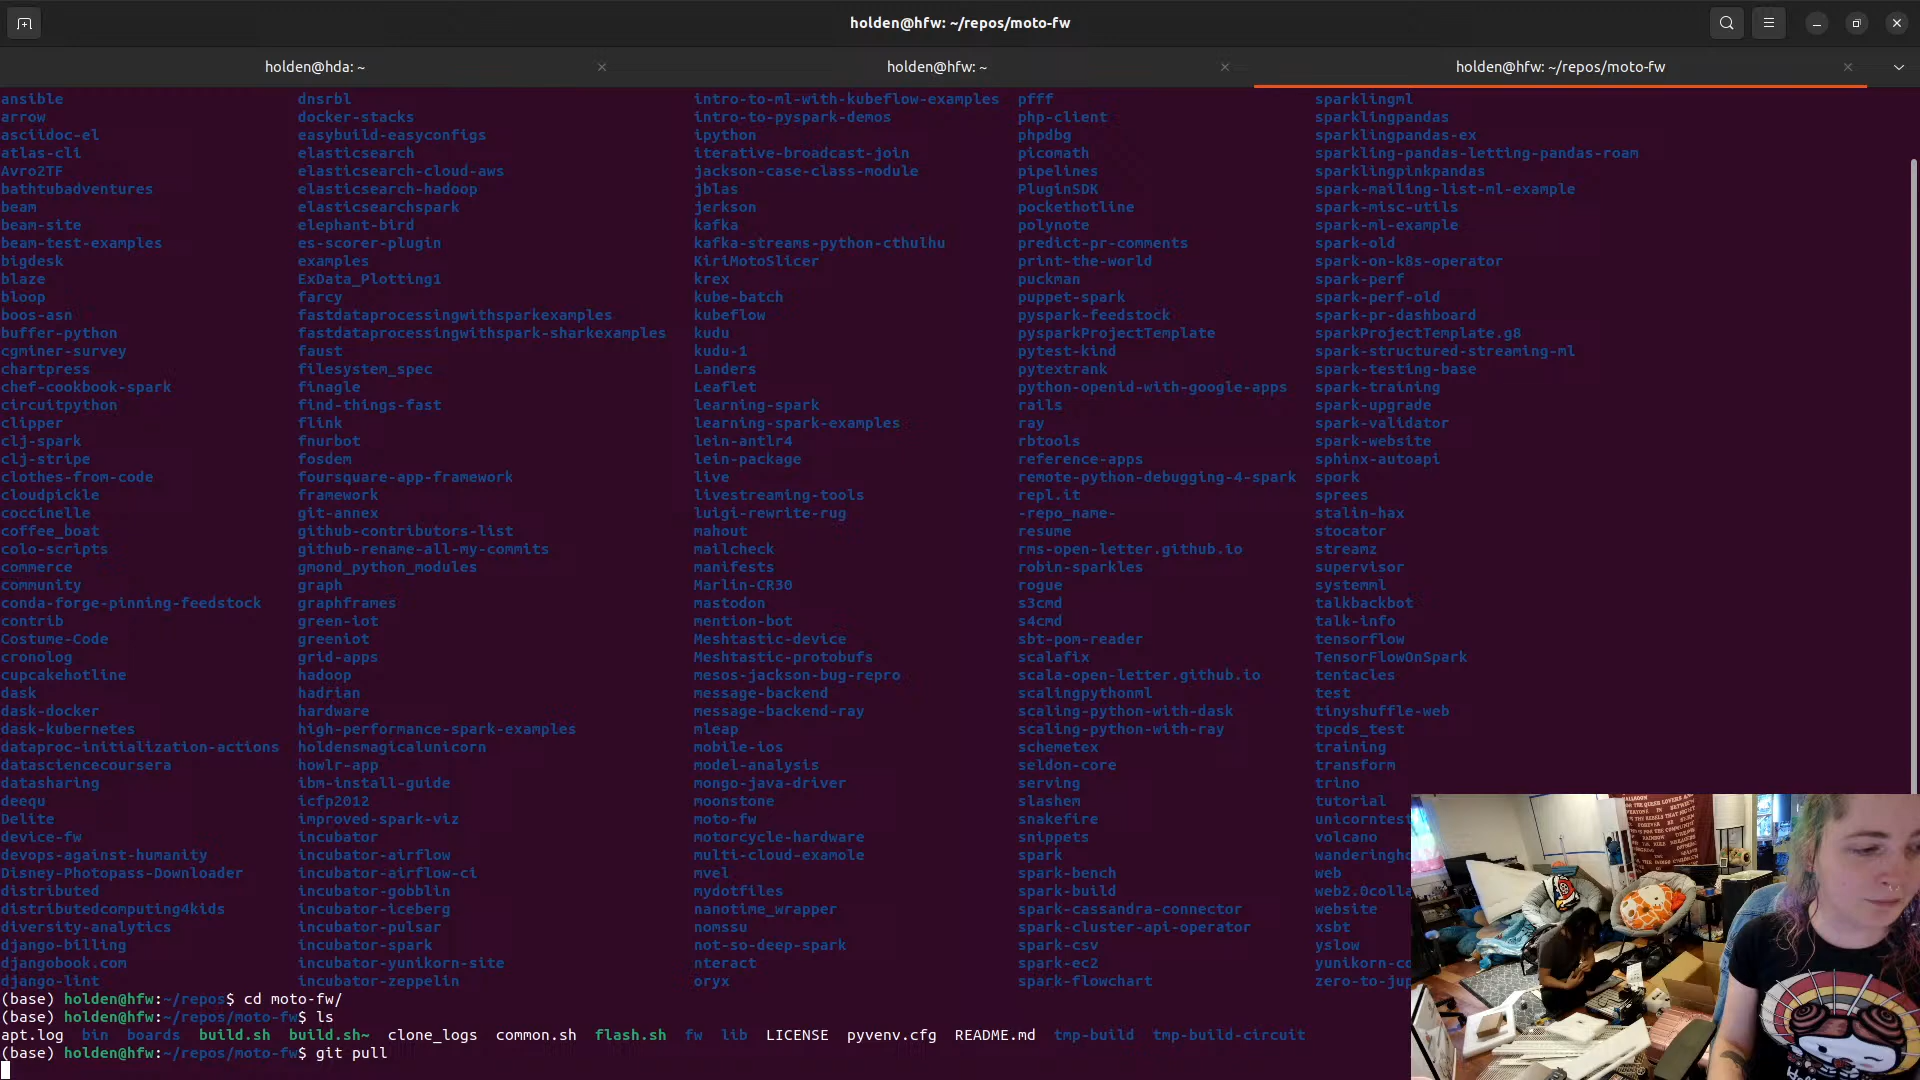 holden@hfw: ~/repos/moto-fw
holden@hda: ~ holden@hfw: ~ holden@hfw: ~/repos/moto-fw
ansible dnsrbl intro-to-ml-with-kubeflow-examples pfff sparklingml
arrow docker-stacks intro-to-pyspark-demos php-client sparklingpandas
asciidoc-el easybuild-easyconfigs ipython phpdbg sparklingpandas-ex
atlas-cli elasticsearch iterative-broadcast-join picomath sparkling-pandas-letting-pandas-roam
Avro2TF elasticsearch-cloud-aws jackson-case-class-module pipelines sparklingpinkpandas
bathtubadventures elasticsearch-hadoop jblas PluginSDK spark-mailing-list-ml-example
beam elasticsearchspark jerkson pockethotline spark-misc-utils
beam-site elephant-bird kafka polynote spark-ml-example
beam-test-examples es-scorer-plugin kafka-streams-python-cthulhu predict-pr-comments spark-old
bigdesk examples KiriMotoSlicer print-the-world spark-on-k8s-operator
blaze ExData_Plotting1 krex puckman spark-perf
bloop farcy kube-batch puppet-spark spark-perf-old
boos-asn fastdataprocessingwithsparkexamples kubeflow pyspark-feedstock spark-pr-dashboard
buffer-python fastdataprocessingwithspark-sharkexamples kudu pysparkProjectTemplate sparkProjectTemplate.g8
cgminer-survey faust kudu-1 pytest-kind spark-structured-streaming-ml
chartpress filesystem_spec Landers pytextrank spark-testing-base
chef-cookbook-spark finagle Leaflet python-openid-with-google-apps spark-training
circuitpython find-things-fast learning-spark rails spark-upgrade
clipper flink learning-spark-examples ray spark-validator
clj-spark fnurbot lein-antlr4 rbtools spark-website
clj-stripe fosdem lein-package reference-apps sphinx-autoapi
clothes-from-code foursquare-app-framework live remote-python-debugging-4-spark spork
cloudpickle framework livestreaming-tools repl.it sprees
coccinelle git-annex luigi-rewrite-rug -repo_name- stalin-hax
coffee_boat github-contributors-list mahout resume stocator
colo-scripts github-rename-all-my-commits mailcheck rms-open-letter.github.io streamz
commerce gmond_python_modules manifests robin-sparkles supervisor
community graph Marlin-CR30 rogue systemml
conda-forge-pinning-feedstock graphframes mastodon s3cmd talkbackbot
contrib green-iot mention-bot s4cmd talk-info
Costume-Code greeniot Meshtastic-device sbt-pom-reader tensorflow
cronolog grid-apps Meshtastic-protobufs scalafix TensorFlowOnSpark
cupcakehotline hadoop mesos-jackson-bug-repro scala-open-letter.github.io tentacles
dask hadrian message-backend scalingpythonml test
dask-docker hardware message-backend-ray scaling-python-with-dask tinyshuffle-web
dask-kubernetes high-performance-spark-examples mleap scaling-python-with-ray tpcds_test
dataproc-initialization-actions holdensmagicalunicorn mobile-ios schemetex training
datasciencecoursera howlr-app model-analysis seldon-core transform
datasharing ibm-install-guide mongo-java-driver serving trino
deequ icfp2012 moonstone slashem tutorial
Delite improved-spark-viz moto-fw snakefire unicorntest
device-fw incubator motorcycle-hardware snippets volcano
devops-against-humanity incubator-airflow multi-cloud-examole spark wanderingho
Disney-Photopass-Downloader incubator-airflow-ci mvel spark-bench web
distributed incubator-gobblin mydotfiles spark-build web2.0colla
distributedcomputing4kids incubator-iceberg nanotime_wrapper spark-cassandra-connector website
diversity-analytics incubator-pulsar nomssu spark-cluster-api-operator xsbt
django-billing incubator-spark not-so-deep-spark spark-csv yslow
djangobook.com incubator-yunikorn-site nteract spark-ec2 yunikorn-co
django-lint incubator-zeppelin oryx spark-flowchart zero-to-jup
(base) holden@hfw:~/repos$ cd moto-fw/
(base) holden@hfw:~/repos/moto-fw$ ls
apt.log bin boards build.sh build.sh~ clone_logs common.sh flash.sh fw lib LICENSE pyvenv.cfg README.md tmp-build tmp-build-circuit
(base) holden@hfw:~/repos/moto-fw$ git pull